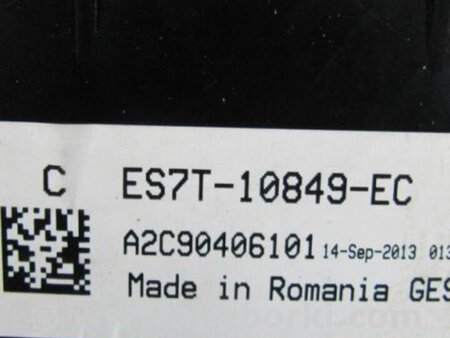 C ES7T-10849-EC
A2C90406101 14-Sep-2013 013
Made in Romania GES